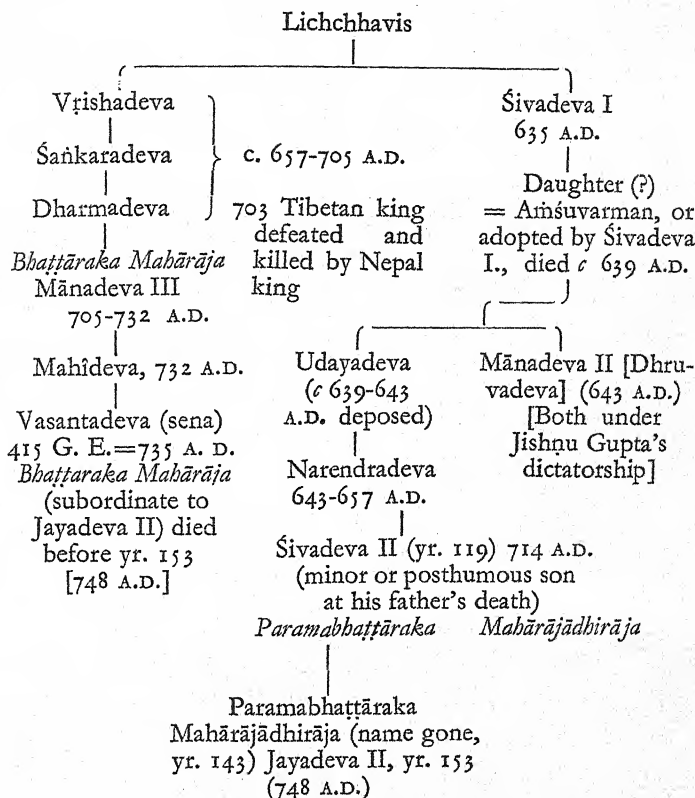 Lichchhavis
Vṛishadeva
Śaṅkaradeva
Dharmadeva
Bhaṭṭāraka Mahārāja
Mānadeva III
705-732 A.D.
Mahîdeva, 732 A.D.
Vasantadeva (sena)
415 G. E.=735 A. D.
Bhaṭṭaraka Mahārāja
(subordinate to
Jayadeva II) died
before yr. 153
[748 A.D.]
c. 657-705 A.D.
703 Tibetan king
defeated and
killed by Nepal
king
Śivadeva I
635 A.D.
Daughter (?)
= Aṁśuvarman, or
adopted by Śivadeva
I., died c 639 A.D.
Udayadeva
(c 639-643
A.D. deposed)
Narendradeva
643-657 A.D.
Mānadeva II [Dhru-
vadeva] (643 A.D.)
[Both under
Jishṇu Gupta's
dictatorship]
Śivadeva II (yr. 119) 714 A.D.
(minor or posthumous son
at his father's death)
Paramabhaṭṭāraka Mahārājādhirāja
Paramabhaṭṭāraka
Mahārājādhirāja (name gone,
yr. 143) Jayadeva II, yr. 153
(748 A.D.)